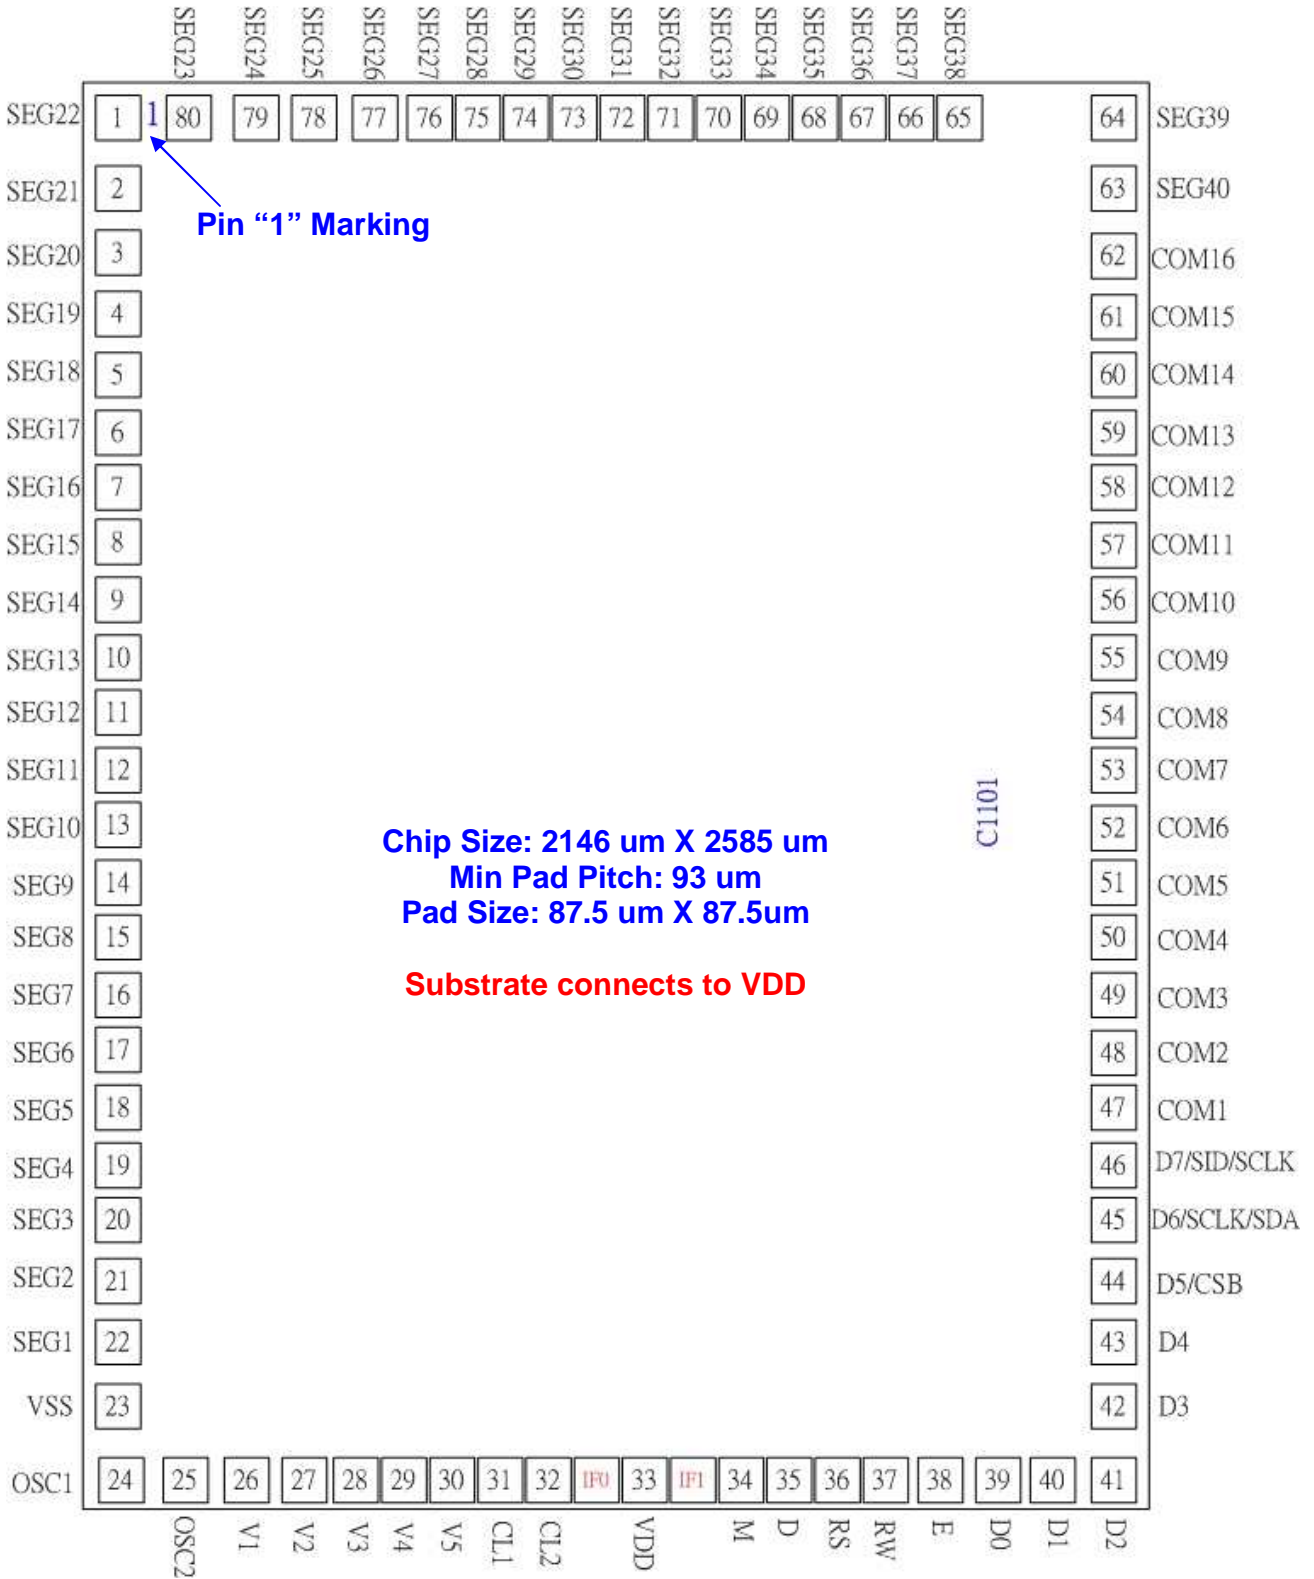 SEG23 SEG24 SEG25 SEG26 SEG27 SEG28 SEG29 SEG30 SEG31 SEG32 SEG33 SEG34 SEG35 SEG36 SEG37 SEG38
SEG22 1 1 80 79 78 77 76 75 74 73 72 71 70 69 68 67 66 65 64 SEG39
SEG21 2 63 SEG40
Pin “1” Marking
SEG20 3 62 COM16
SEG19 4 61 COM15
SEG18 5 60 COM14
SEG17 6 59 COM13
SEG16 7 58 COM12
SEG15 8 57 COM11
SEG14 9 56 COM10
SEG13 10 55 COM9
SEG12 11 54 COM8
SEG11 12 53 COM7
C1101
SEG10 13 52 COM6
Chip Size: 2146 um X 2585 um
Min Pad Pitch: 93 um
SEG9 14 51 COM5
Pad Size: 87.5 um X 87.5um
SEG8 15 50 COM4
Substrate connects to VDD
SEG7 16 49 COM3
SEG6 17 48 COM2
SEG5 18 47 COM1
SEG4 19 46 D7/SID/SCLK
SEG3 20 45 D6/SCLK/SDA
SEG2 21 44 D5/CSB
SEG1 22 43 D4
VSS 23 42 D3
OSC1 24 25 26 27 28 29 30 31 32 IF0 33 IF1 34 35 36 37 38 39 40 41
OSC2 V1 V2 V3 V4 V5 CL1 CL2 VDD M D RS RW E D0 D1 D2